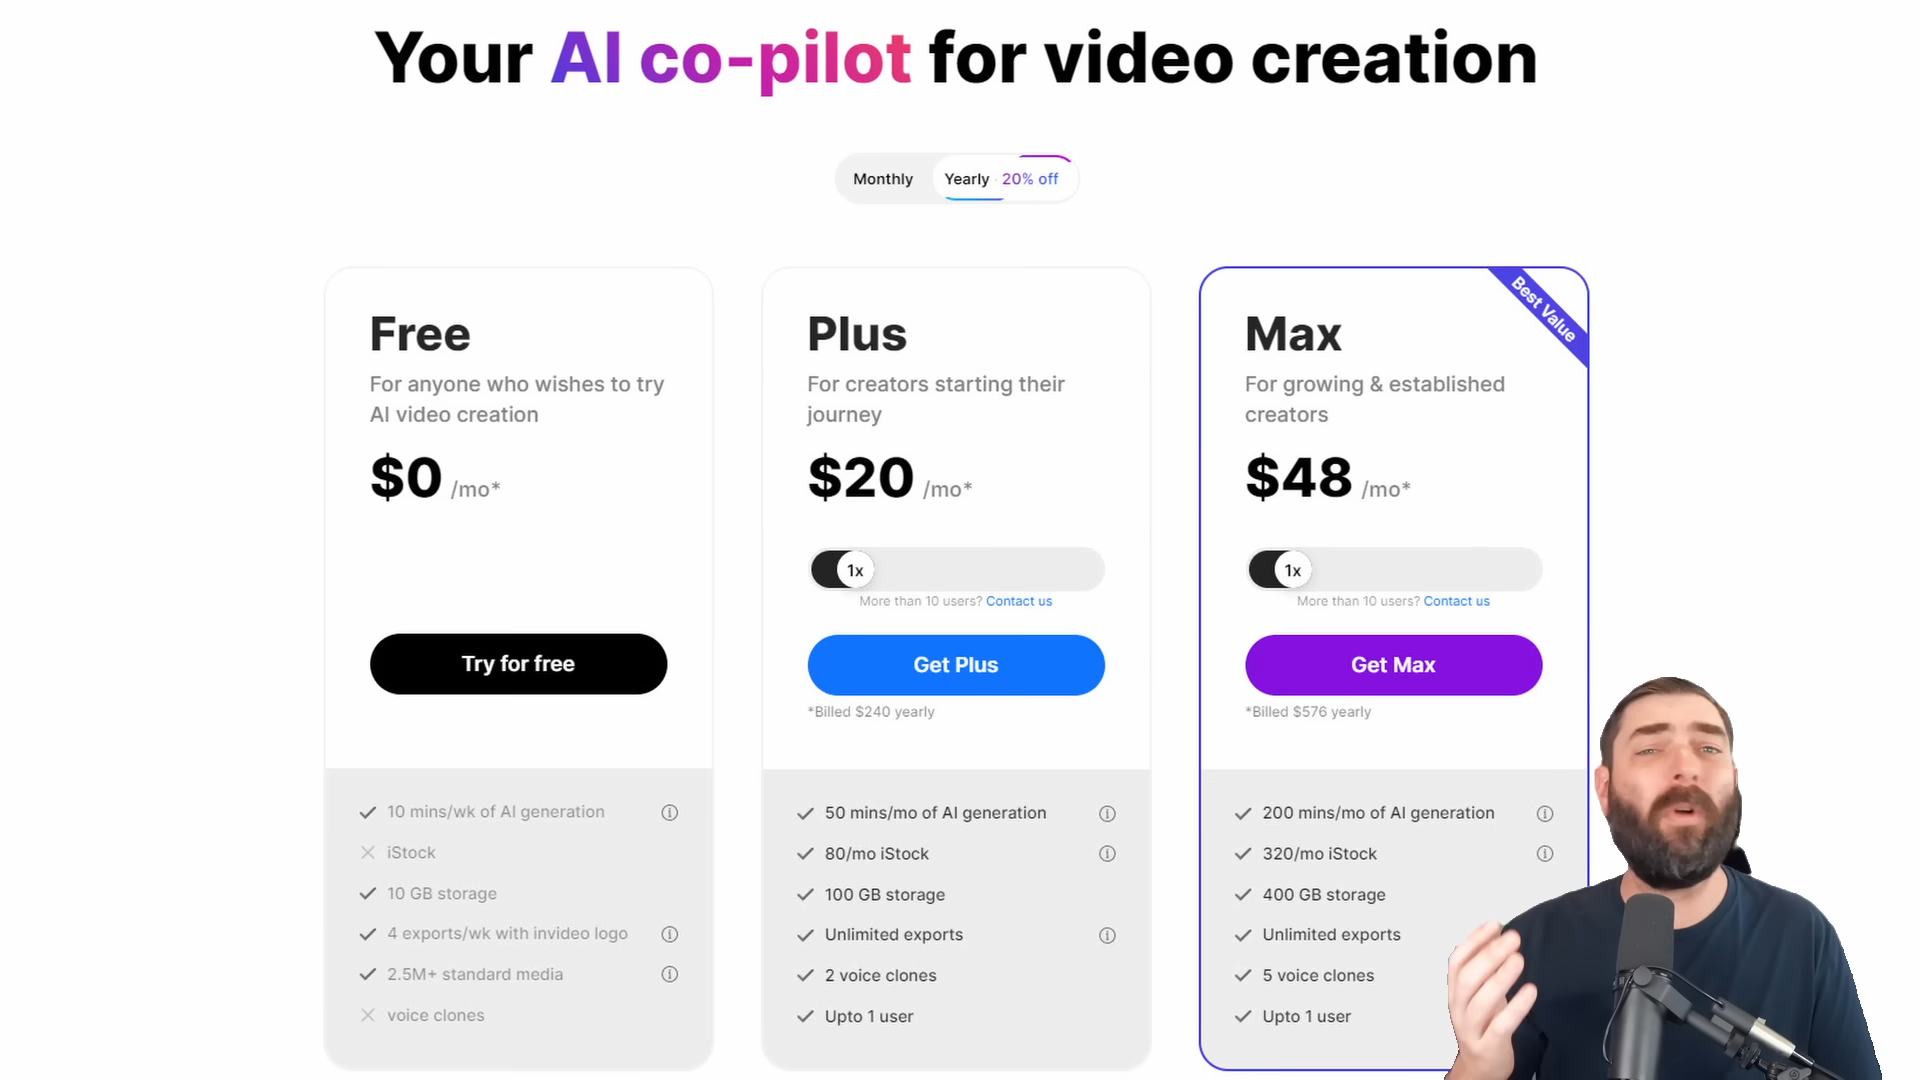 Your AI co-pilot for video creation
Monthly
Yearly · 20% off
Free
For anyone who wishes to try
AI video creation
$0 /mo*
Try for free
10 mins/wk of AI generation
iStock
10 GB storage
4 exports/wk with invideo logo
2.5M+ standard media
voice clones
Plus
For creators starting their
journey
$20 /mo*
1x
More than 10 users? Contact us
Get Plus
*Billed $240 yearly
50 mins/mo of AI generation
80/mo iStock
100 GB storage
Unlimited exports
2 voice clones
Upto 1 user
Best Value
Max
For growing & established
creators
$48 /mo*
1x
More than 10 users? Contact us
Get Max
*Billed $576 yearly
200 mins/mo of AI generation
320/mo iStock
400 GB storage
Unlimited exports
5 voice clones
Upto 1 user